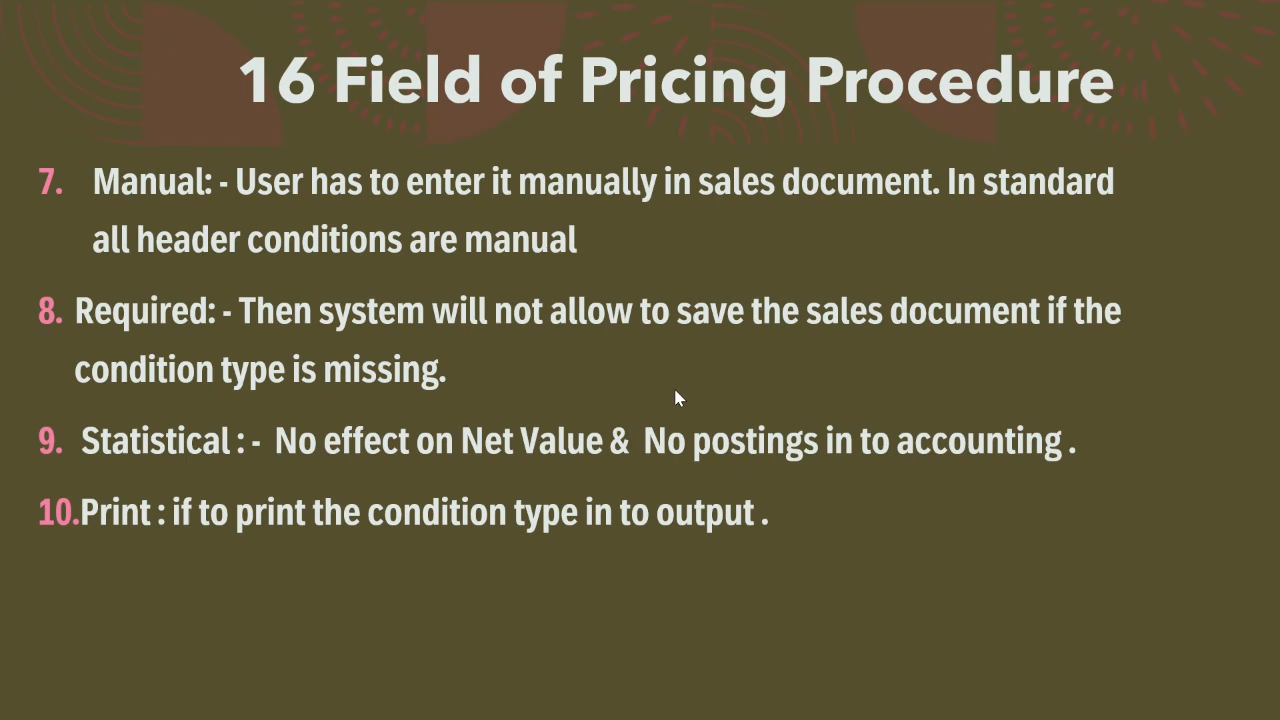 16 Field of Pricing Procedure
7. Manual: - User has to enter it manually in sales document. In standard
all header conditions are manual
8. Required: - Then system will not allow to save the sales document if the
condition type is missing.
9. Statistical : - No effect on Net Value & No postings in to accounting .
10.Print : if to print the condition type in to output .